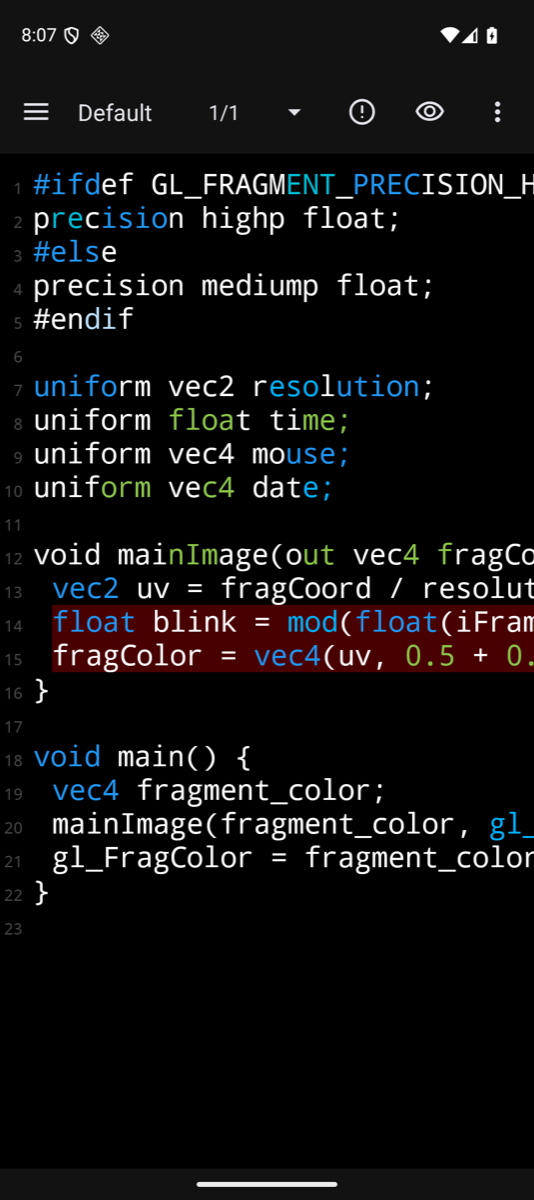 8:07
Default 1/1
1 #ifdef GL_FRAGMENT_PRECISION_H
2 precision highp float;
3 #else
4 precision mediump float;
5 #endif
6
7 uniform vec2 resolution;
8 uniform float time;
9 uniform vec4 mouse;
10 uniform vec4 date;
11
12 void mainImage(out vec4 fragCo
13 vec2 uv = fragCoord / resolut
14 float blink = mod(float(iFram
15 fragColor = vec4(uv, 0.5 + 0.
16 }
17
18 void main() {
19 vec4 fragment_color;
20 mainImage(fragment_color, gl_
21 gl_FragColor = fragment_color
22 }
23